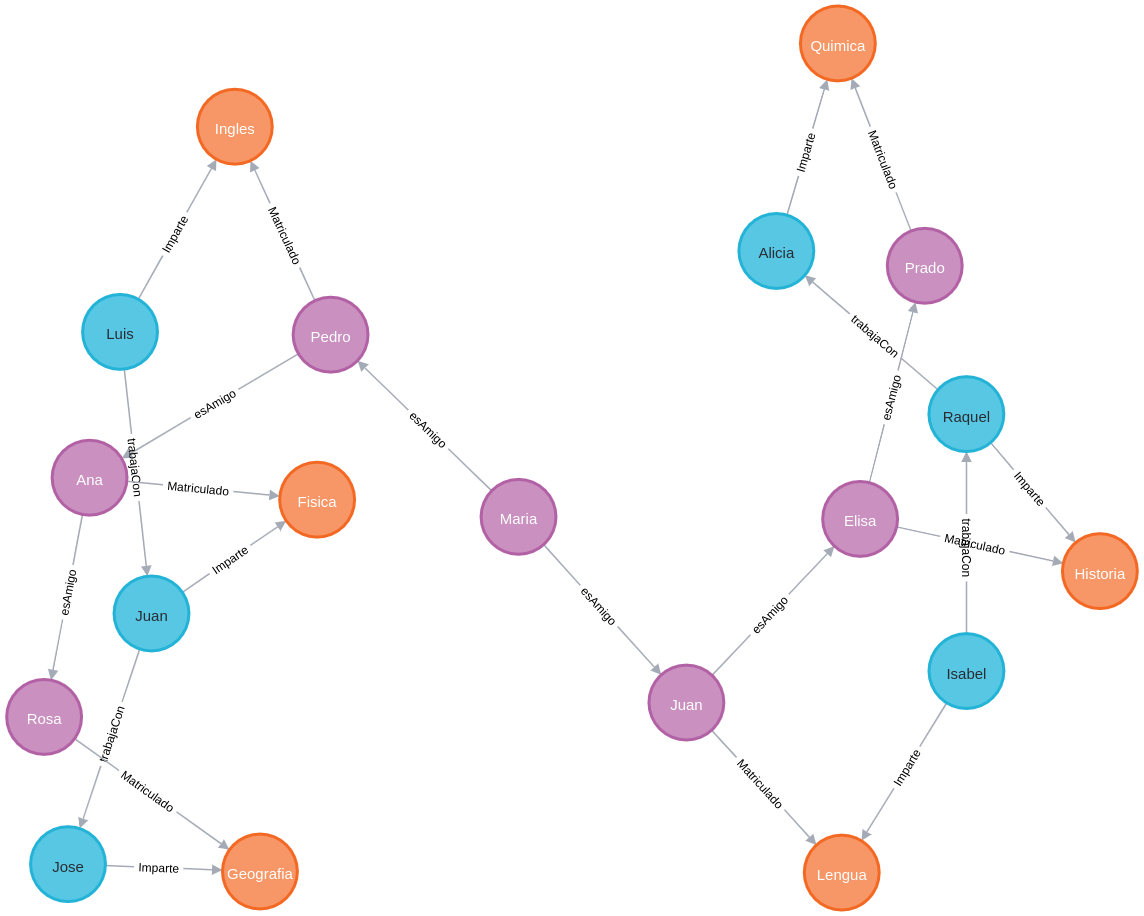 Quimica
Ingles
Imparte
Matriculado
Imparte
Matriculado
Alicia
Prado
Luis
Pedro
trabajaCon
esAmigo
esAmigo
esAmigo
Raquel
trabajaCon
Ana
Matriculado
Fisica
Imparte
Maria
Elisa
Matriculado
trabajaCon
Imparte
Historia
esAmigo
Juan
esAmigo
esAmigo
Isabel
Rosa
trabajaCon
Juan
Matriculado
Matriculado
Imparte
Jose
Imparte
Geografia
Lengua